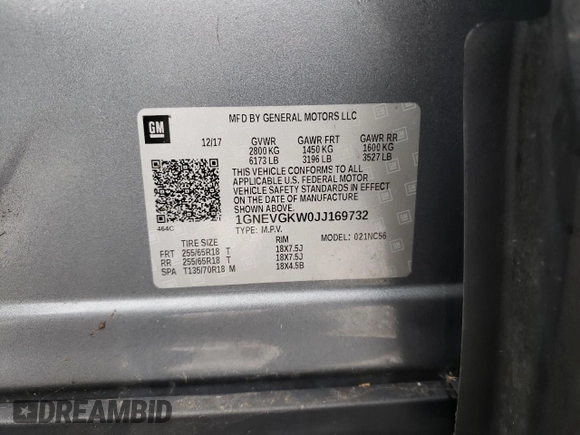 GM
MFD BY GENERAL MOTORS LLC
12/17 GVWR GAWR FRT GAWR RR
2800 KG 1450 KG 1600 KG
6173 LB 3196 LB 3527 LB
THIS VEHICLE CONFORMS TO ALL
APPLICABLE U.S. FEDERAL MOTOR
VEHICLE SAFETY STANDARDS IN EFFECT
ON THE DATE OF MANUFACTURE
SHOWN ABOVE.
464C
1GNEVGKW0JJ169732
TYPE: M.P.V. MODEL: 021NC56
TIRE SIZE RIM
FRT 255/65R18 T 18X7.5J
RR 255/65R18 T 18X7.5J
SPA T135/70R18 M 18X4.5B
DREAMBID